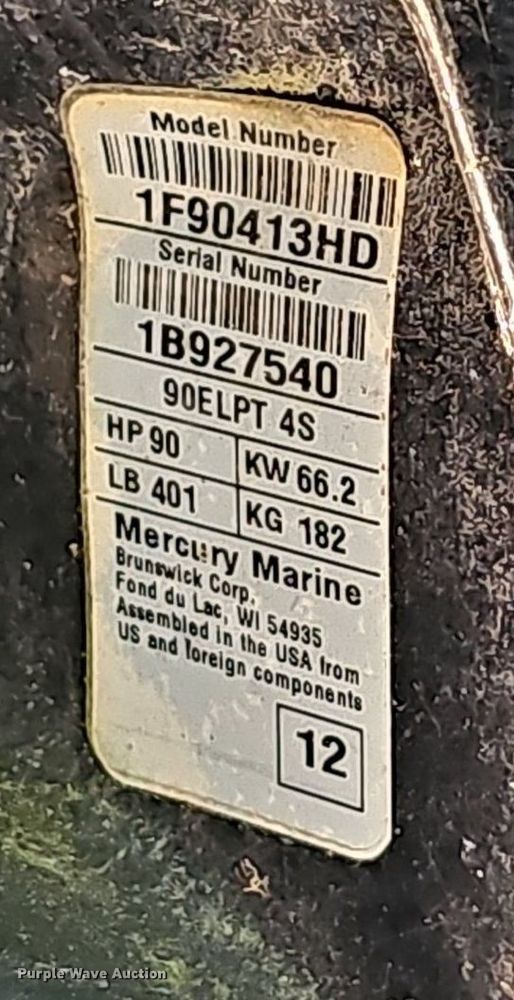 Model Number
1F90413HD
Serial Number
1B927540
90ELPT 4S
HP 90 KW 66.2
LB 401 KG 182
Mercury Marine
Brunswick Corp.
Fond du Lac, WI 54935
Assembled in the USA from
US and foreign components
12
Purple Wave Auction